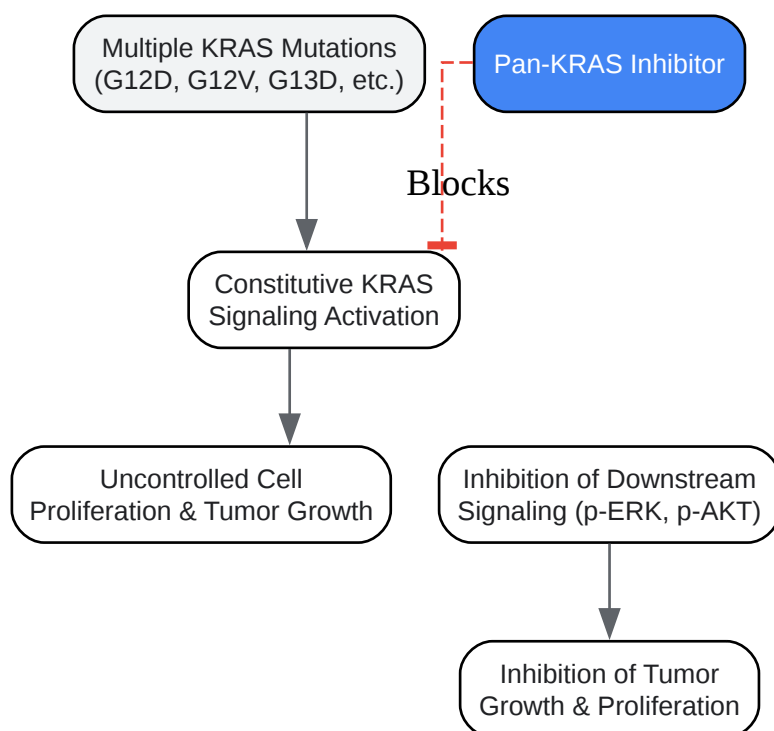 Multiple KRAS Mutations
(G12D, G12V, G13D, etc.)
Pan-KRAS Inhibitor
Blocks
Constitutive KRAS
Signaling Activation
Uncontrolled Cell
Proliferation & Tumor Growth
Inhibition of Downstream
Signaling (p-ERK, p-AKT)
Inhibition of Tumor
Growth & Proliferation